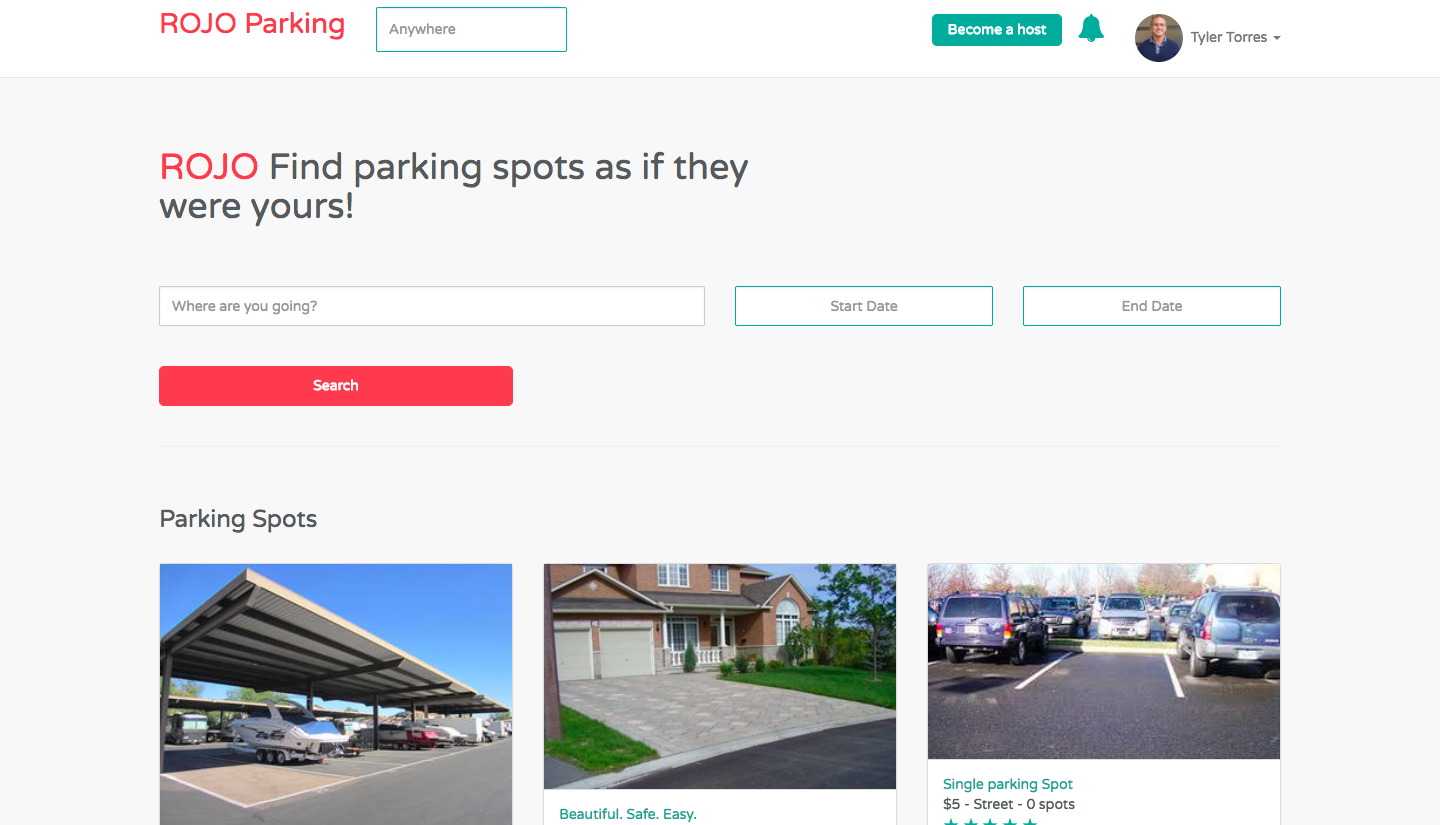 ROJO Parking
Anywhere
Become a host
Tyler Torres
ROJO Find parking spots as if they
were yours!
Where are you going?
Start Date
End Date
Search
Parking Spots
Beautiful. Safe. Easy.
Single parking Spot
$5 - Street - 0 spots